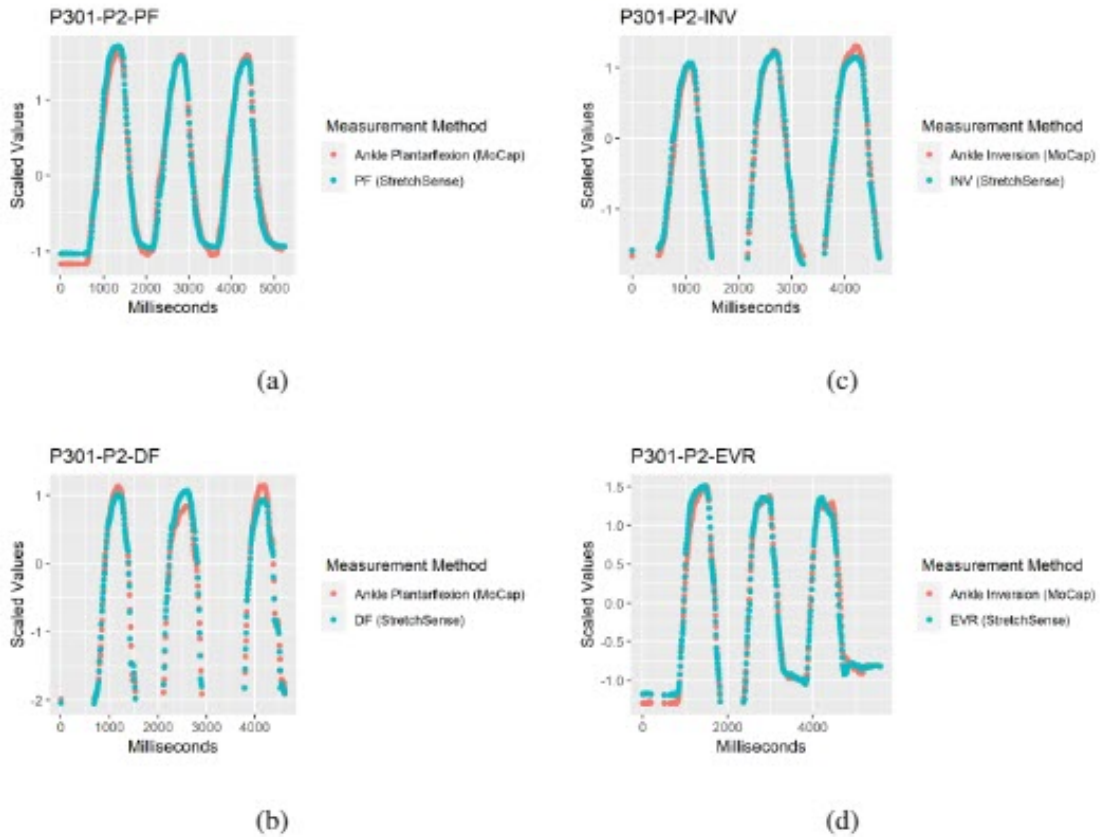 P301-P2-PF
Scaled Values
1
0
-1
0 1000 2000 3000 4000 5000
Milliseconds
Measurement Method
Ankle Plantarflexion (MoCap)
PF (StretchSense)
(a)
P301-P2-INV
Scaled Values
1
0
-1
0 1000 2000 3000 4000
Milliseconds
Measurement Method
Ankle Inversion (MoCap)
INV (StretchSense)
(c)
P301-P2-DF
Scaled Values
1
0
-1
-2
0 1000 2000 3000 4000
Milliseconds
Measurement Method
Ankle Plantarflexion (MoCap)
DF (StretchSense)
(b)
P301-P2-EVR
Scaled Values
1.5
1.0
0.5
0.0
-0.5
-1.0
0 2000 4000
Milliseconds
Measurement Method
Ankle Inversion (MoCap)
EVR (StretchSense)
(d)